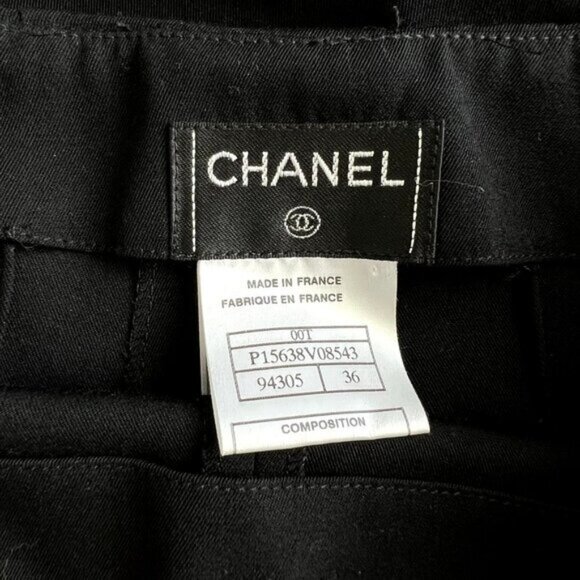 CHANEL
MADE IN FRANCE
FABRIQUE EN FRANCE
00T
P15638V08543
94305 36
COMPOSITION